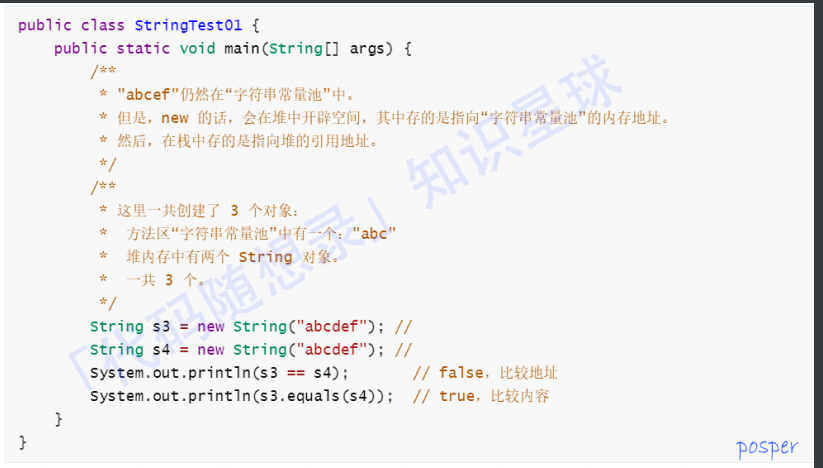 public class StringTest01 {
    public static void main(String[] args) {
        /**
         * "abcef"仍然在“字符串常量池”中。
         * 但是，new 的话，会在堆中开辟空间，其中存的是指向“字符串常量池”的内存地址。
         * 然后，在栈中存的是指向堆的引用地址。
         */
        /**
         * 这里一共创建了 3 个对象：
         *  方法区“字符串常量池”中有一个："abc"
         *  堆内存中有两个 String 对象。
         *  一共 3 个。
         */
        String s3 = new String("abcdef"); //
        String s4 = new String("abcdef"); //
        System.out.println(s3 == s4);       // false，比较地址
        System.out.println(s3.equals(s4));  // true，比较内容
    }
}
「代码随想录」知识星球
posper